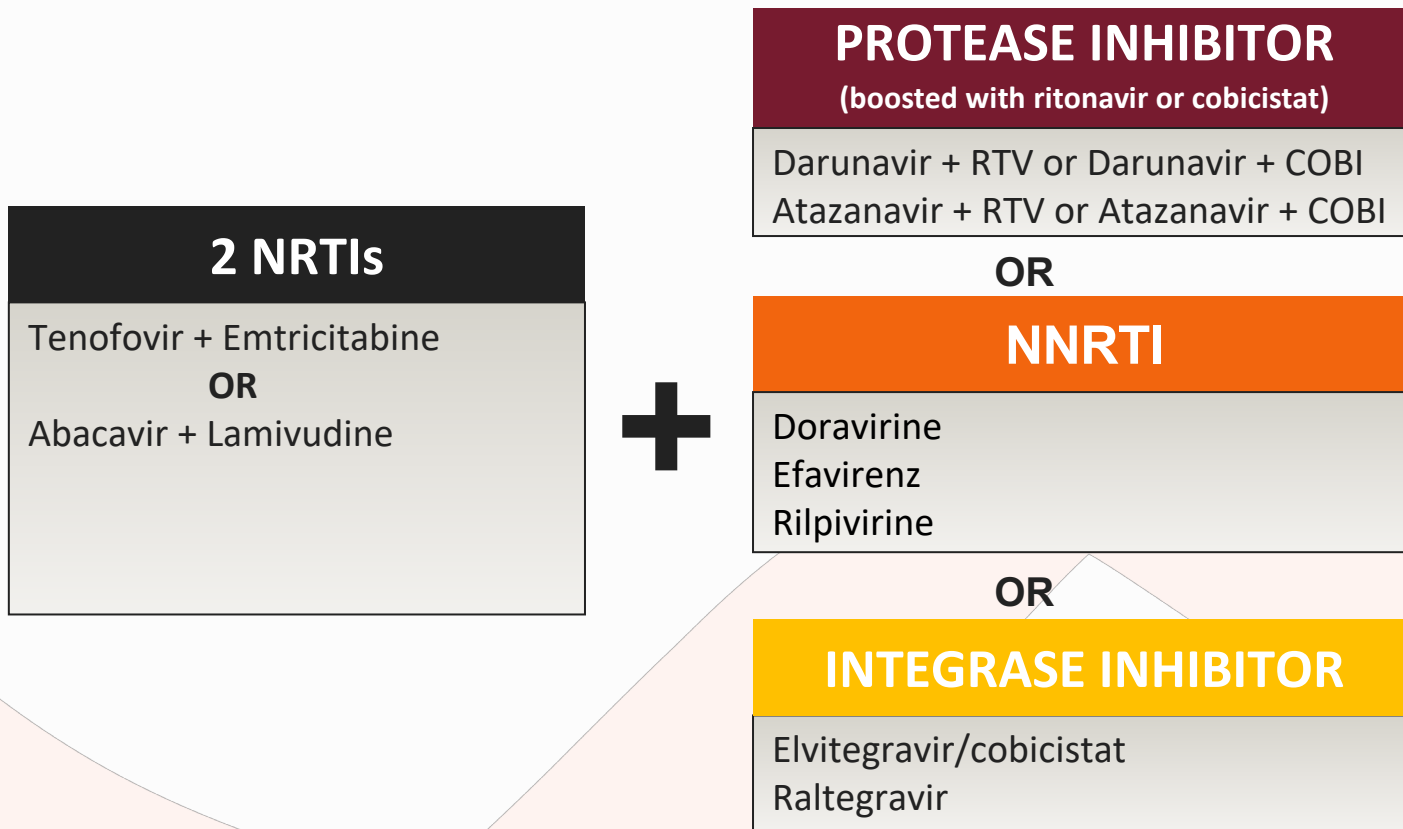 2 NRTIs
Tenofovir + Emtricitabine
OR
Abacavir + Lamivudine
+
PROTEASE INHIBITOR
(boosted with ritonavir or cobicistat)
Darunavir + RTV or Darunavir + COBI
Atazanavir + RTV or Atazanavir + COBI
OR
NNRTI
Doravirine
Efavirenz
Rilpivirine
OR
INTEGRASE INHIBITOR
Elvitegravir/cobicistat
Raltegravir